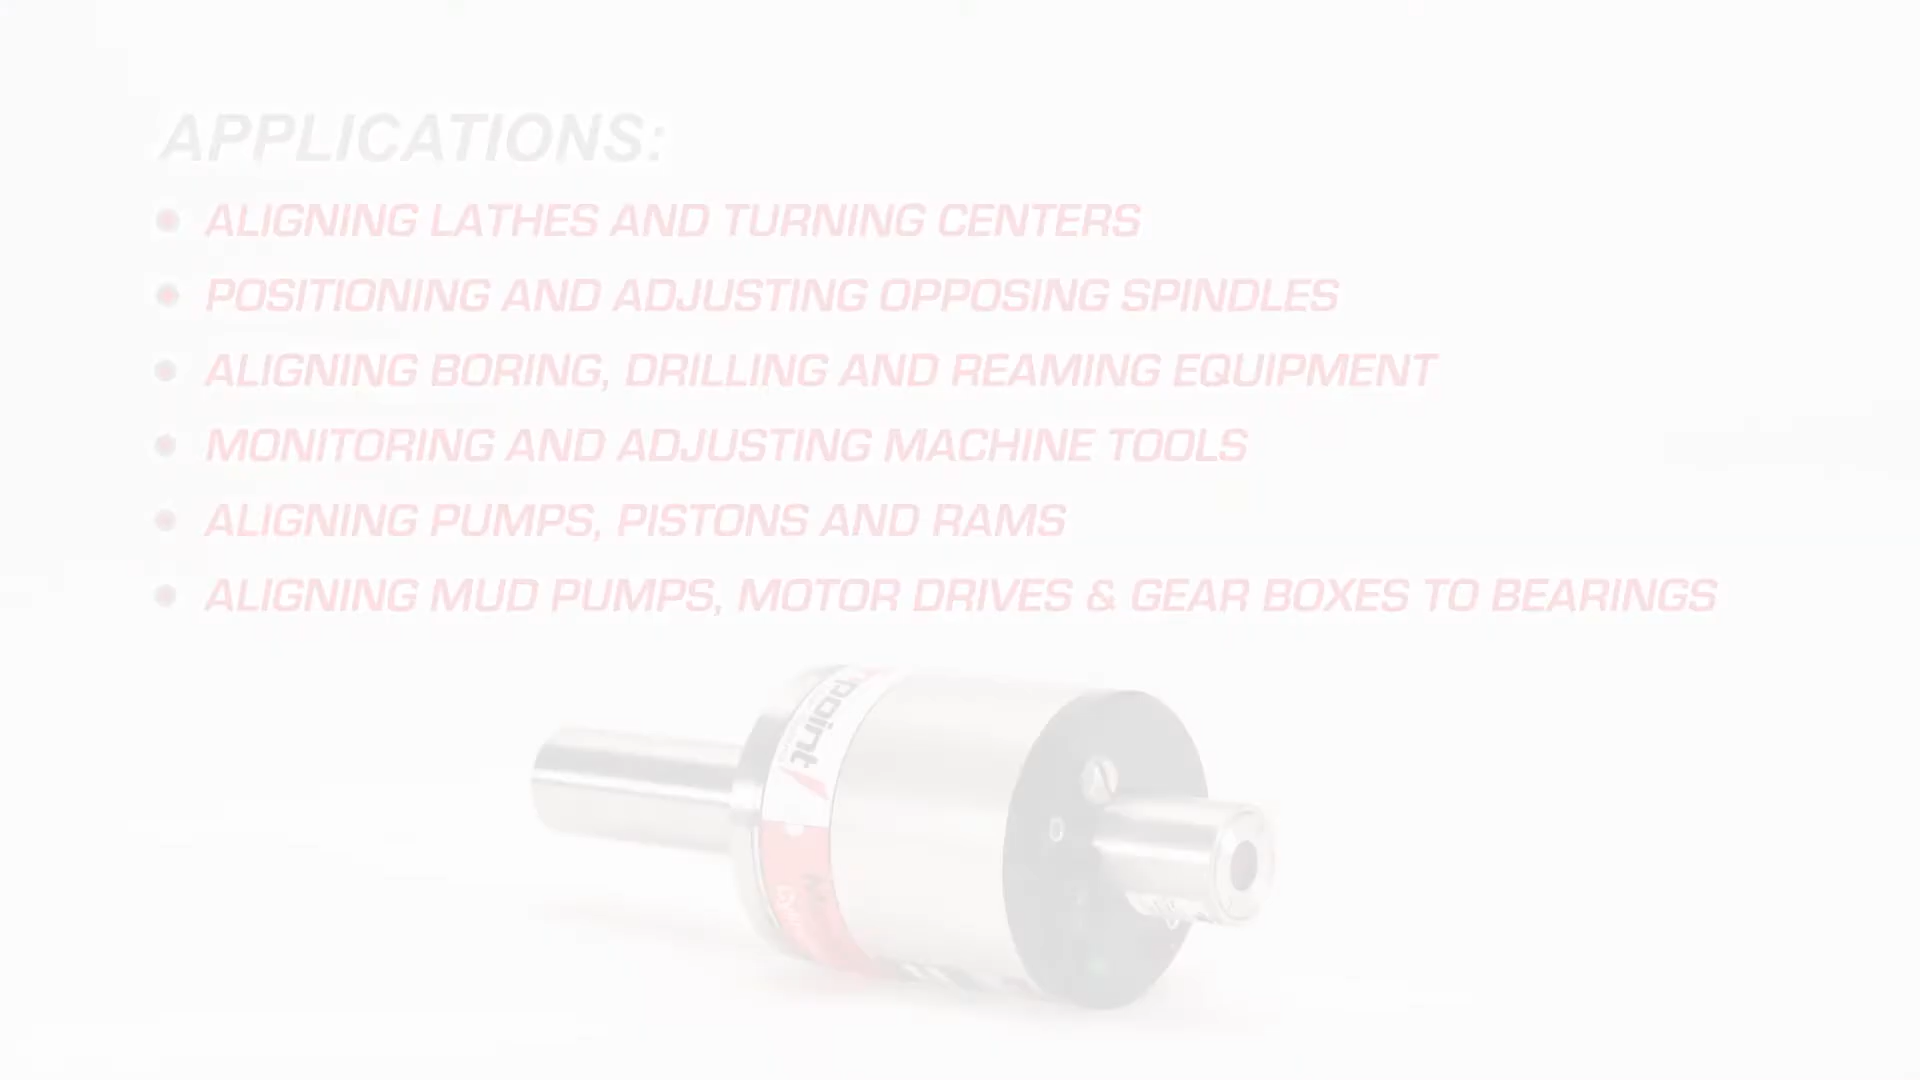 APPLICATIONS:
ALIGNING LATHES AND TURNING CENTERS
POSITIONING AND ADJUSTING OPPOSING SPINDLES
ALIGNING BORING, DRILLING AND REAMING EQUIPMENT
MONITORING AND ADJUSTING MACHINE TOOLS
ALIGNING PUMPS, PISTONS AND RAMS
ALIGNING MUD PUMPS, MOTOR DRIVES & GEAR BOXES TO BEARINGS